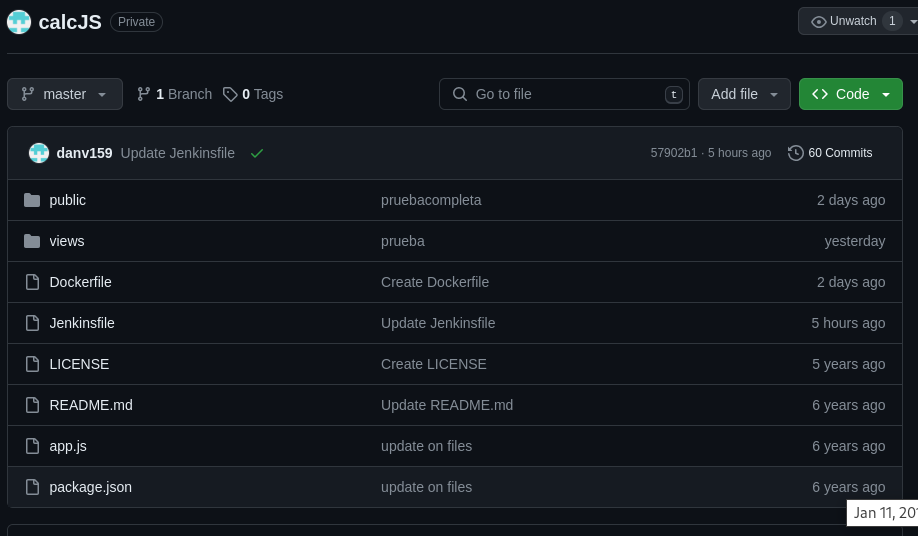 calcJS Private Unwatch 1
master 1 Branch 0 Tags Go to file t Add file Code
danv159 Update Jenkinsfile 57902b1 · 5 hours ago 60 Commits
public pruebacompleta 2 days ago
views prueba yesterday
Dockerfile Create Dockerfile 2 days ago
Jenkinsfile Update Jenkinsfile 5 hours ago
LICENSE Create LICENSE 5 years ago
README.md Update README.md 6 years ago
app.js update on files 6 years ago
package.json update on files 6 years ago
Jan 11, 201